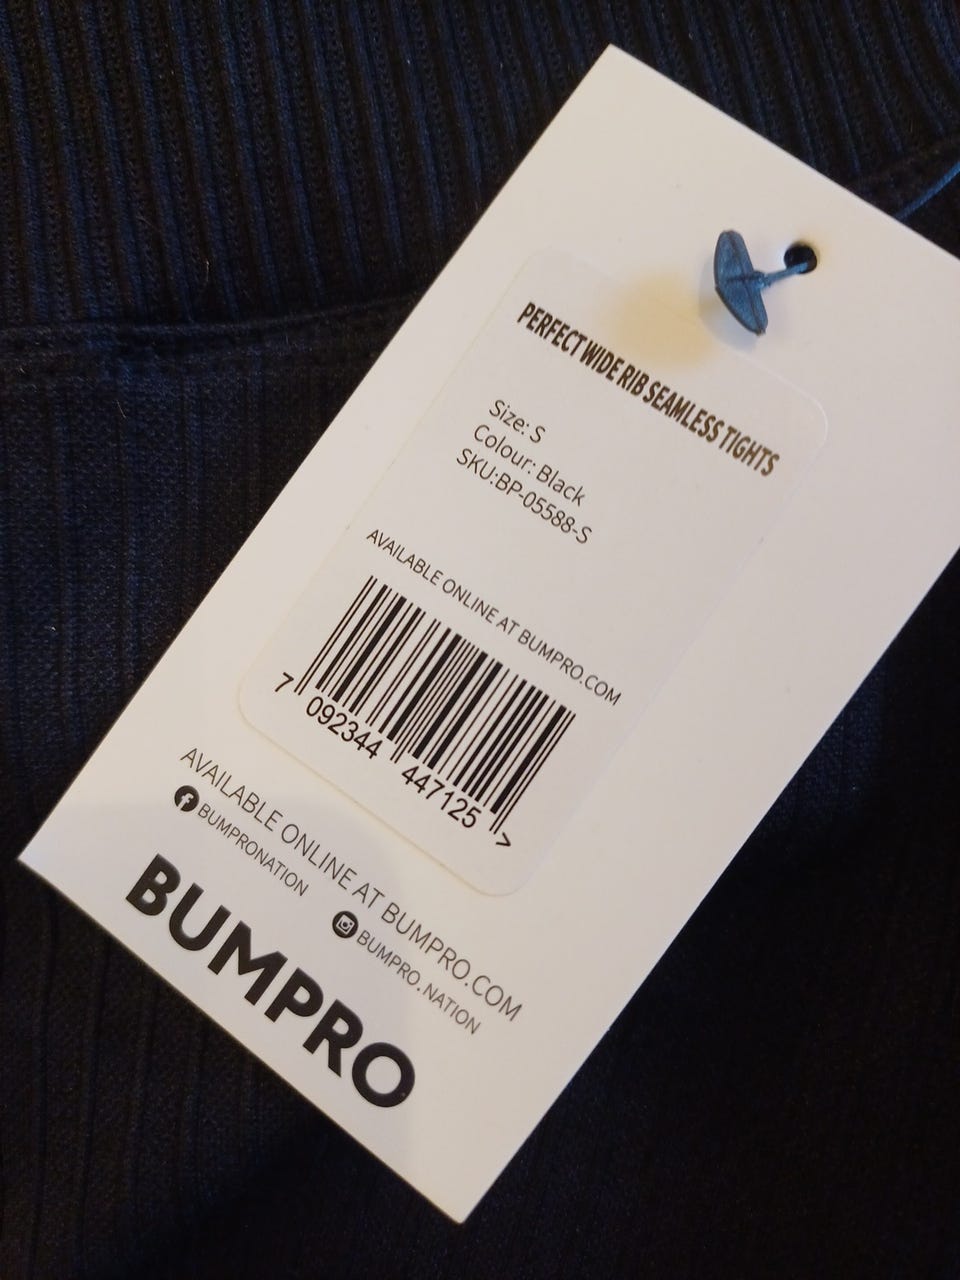 PERFECT WIDE RIB SEAMLESS TIGHTS
Size: S
Colour: Black
SKU:BP-05588-S
AVAILABLE ONLINE AT BUMPRO.COM
7 092344 447125 >
AVAILABLE ONLINE AT BUMPRO.COM
BUMPRONATION BUMPRO.NATION
BUMPRO